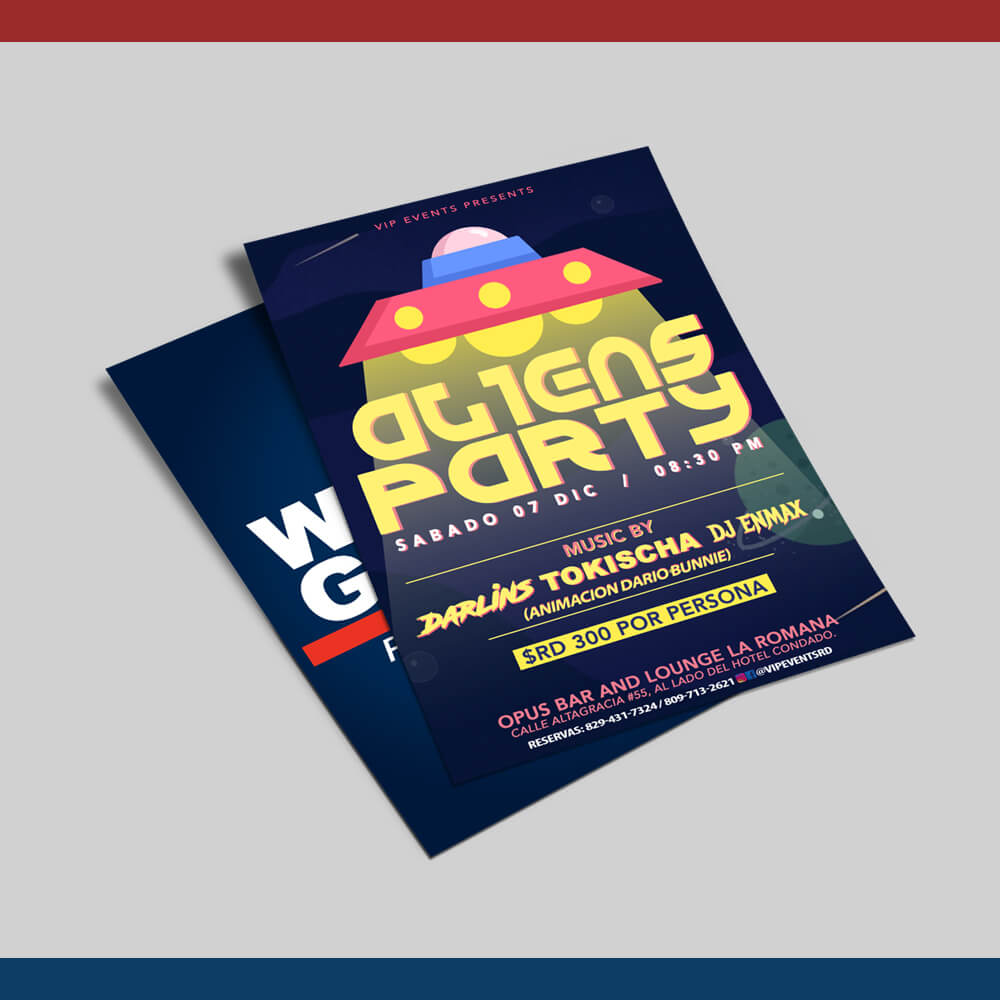 VIP EVENTS PRESENTS
ALIENS
PARTY
SABADO 07 DIC / 08:30 PM
MUSIC BY
DARLINS TOKISCHA DJ ENMAX
(ANIMACION DARIO-BUNNIE)
$RD 300 POR PERSONA
OPUS BAR AND LOUNGE LA ROMANA
CALLE ALTAGRACIA #55, AL LADO DEL HOTEL CONDADO.
RESERVAS: 829-431-7324 / 809-713-2621 @VIPEVENTSRD
W
G